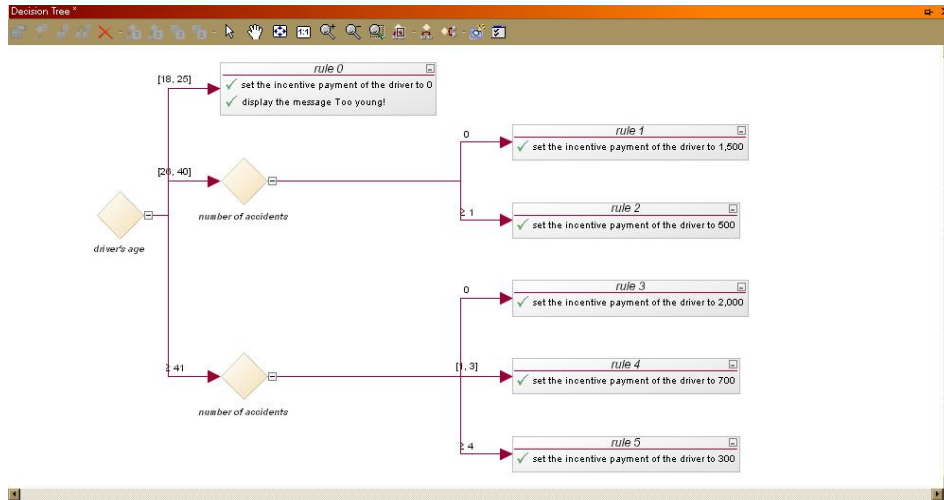 Decision Tree *
1:1
[18, 25]
rule 0
set the incentive payment of the driver to 0
display the message Too young!
0
rule 1
set the incentive payment of the driver to 1,500
[26, 40]
number of accidents
≥ 1
rule 2
set the incentive payment of the driver to 500
driver's age
0
rule 3
set the incentive payment of the driver to 2,000
≥ 41
number of accidents
[1, 3]
rule 4
set the incentive payment of the driver to 700
≥ 4
rule 5
set the incentive payment of the driver to 300